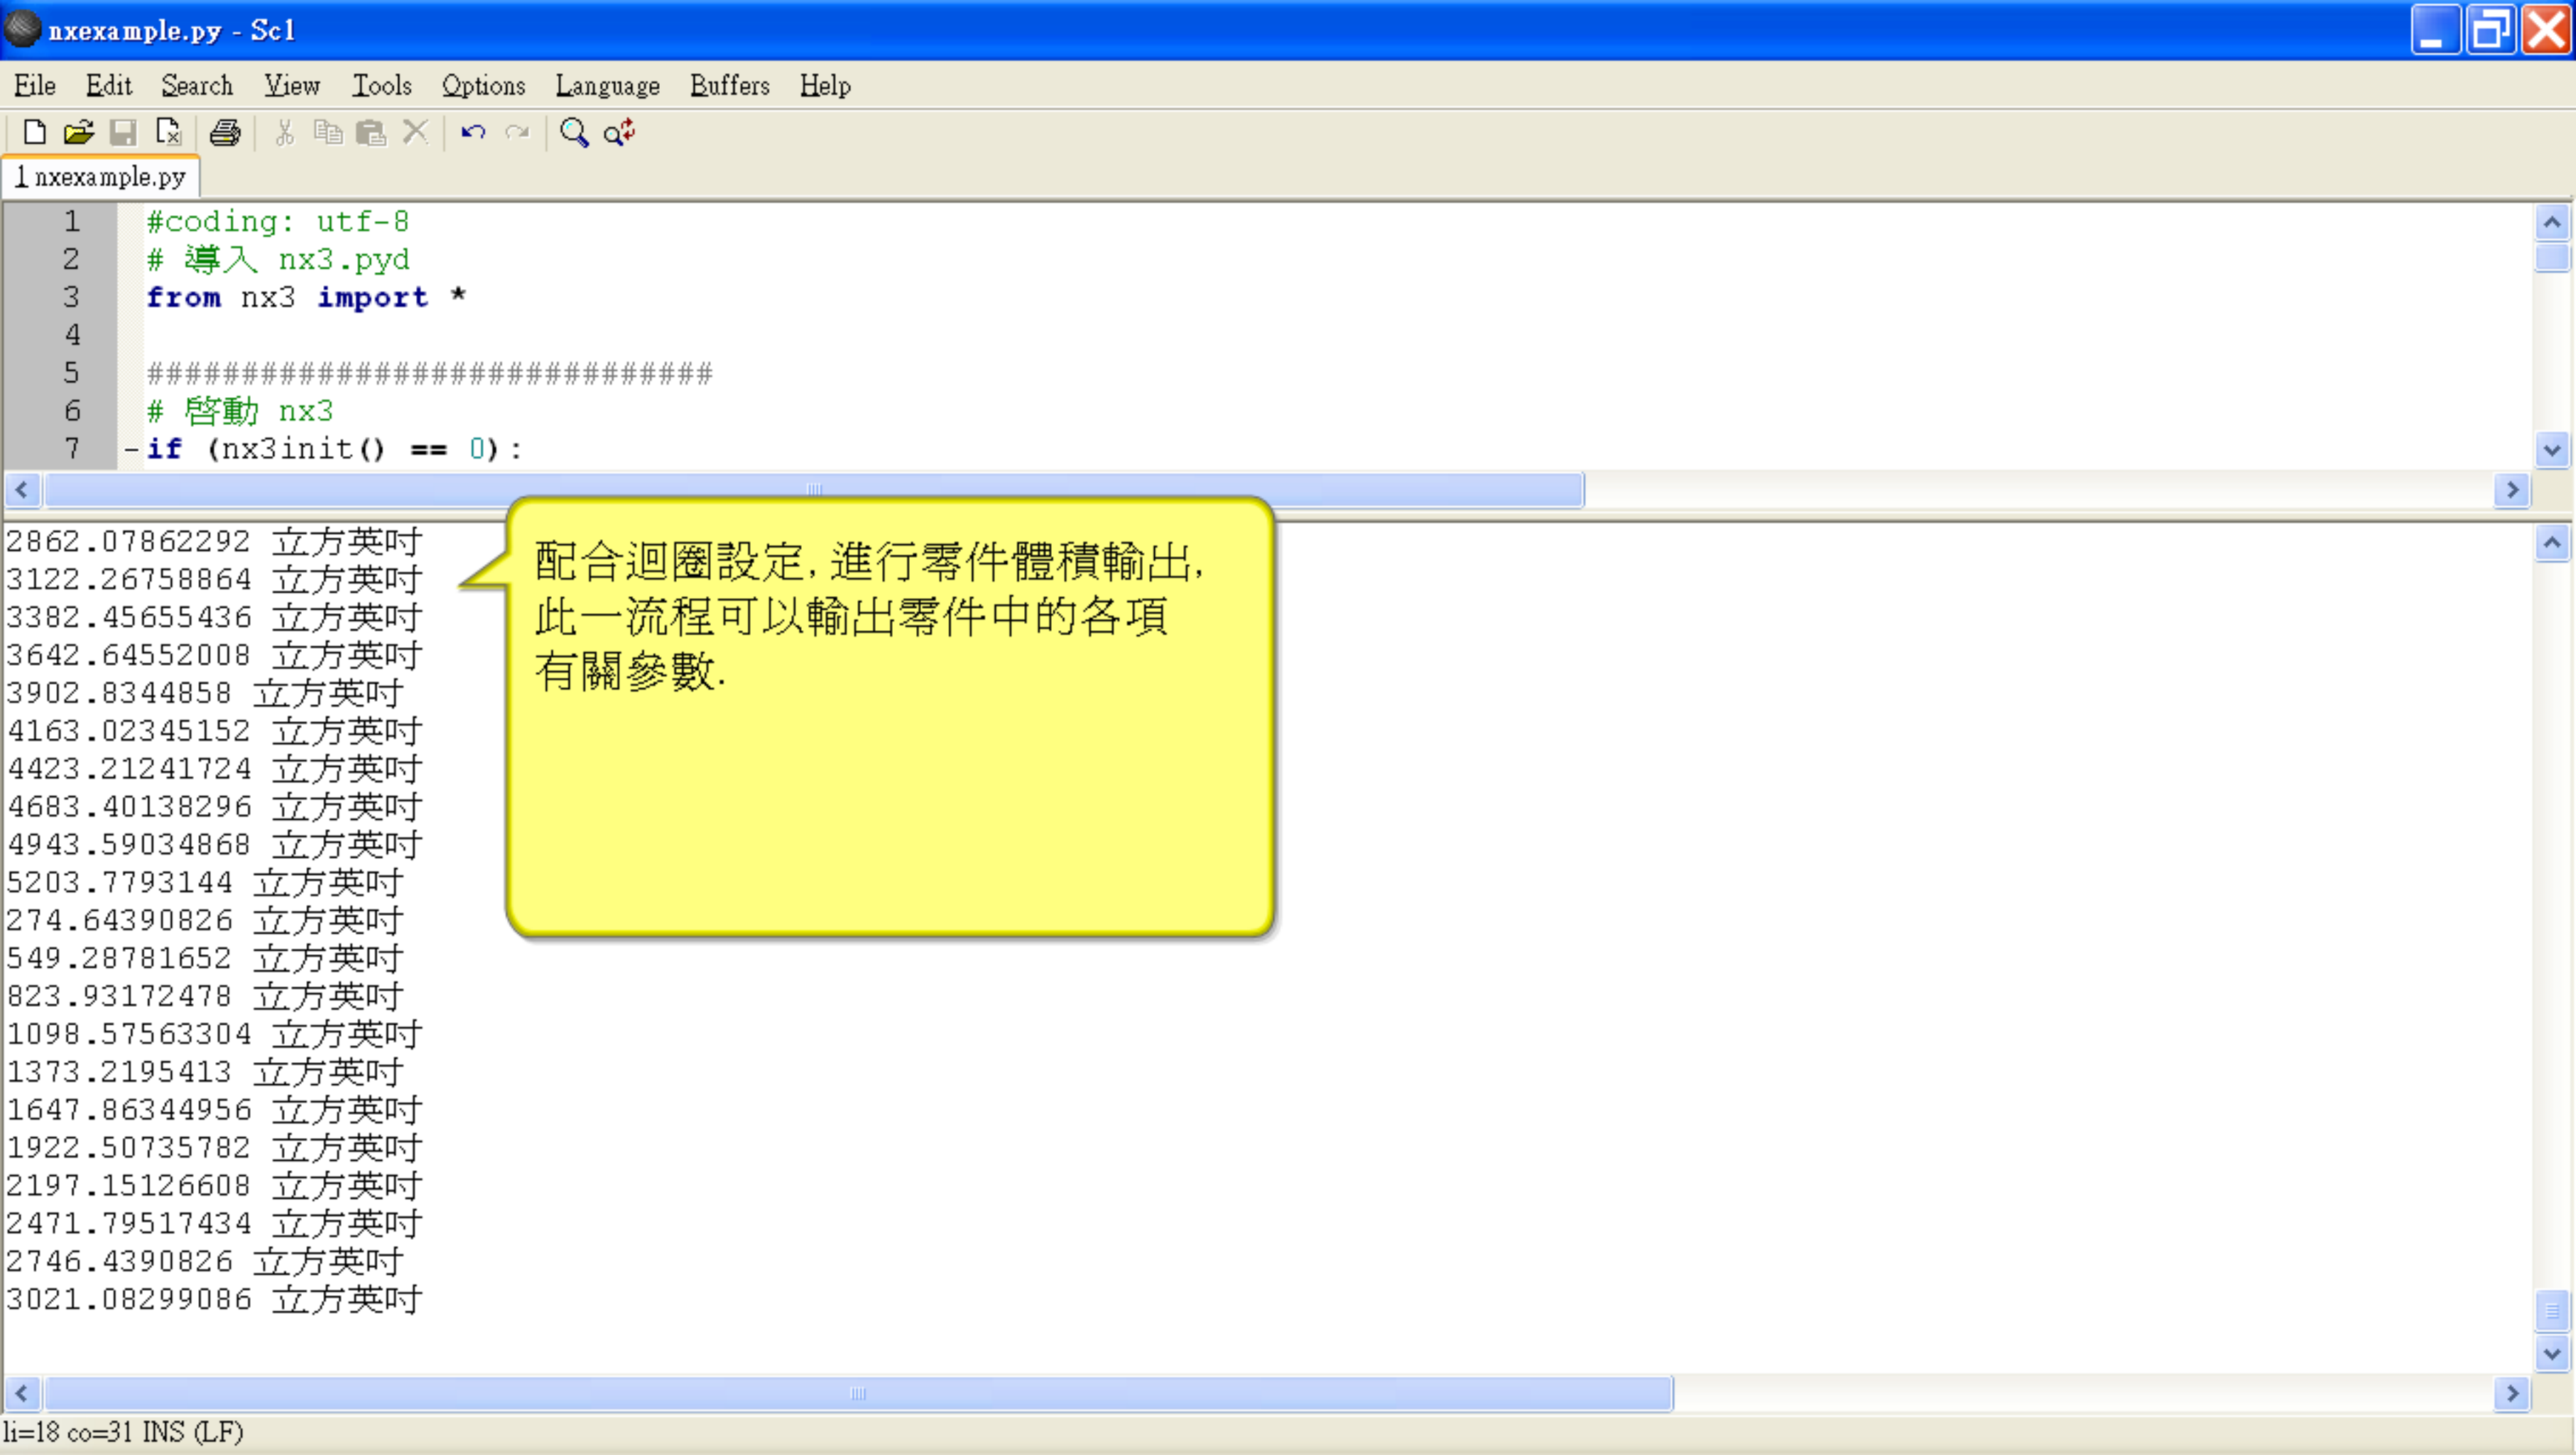 nxexample.py - Sc1
File Edit Search View Tools Options Language Buffers Help
1 nxexample.py
1 #coding: utf-8
2 # 導入 nx3.pyd
3 from nx3 import *
4
5 ##############################
6 # 啓動 nx3
7 if (nx3init() == 0):
2862.07862292 立方英吋
3122.26758864 立方英吋
3382.45655436 立方英吋
3642.64552008 立方英吋
3902.8344858 立方英吋
4163.02345152 立方英吋
4423.21241724 立方英吋
4683.40138296 立方英吋
4943.59034868 立方英吋
5203.7793144 立方英吋
274.64390826 立方英吋
549.28781652 立方英吋
823.93172478 立方英吋
1098.57563304 立方英吋
1373.2195413 立方英吋
1647.86344956 立方英吋
1922.50735782 立方英吋
2197.15126608 立方英吋
2471.79517434 立方英吋
2746.4390826 立方英吋
3021.08299086 立方英吋
配合迴圈設定, 進行零件體積輸出,
此一流程可以輸出零件中的各項
有關參數.
li=18 co=31 INS (LF)